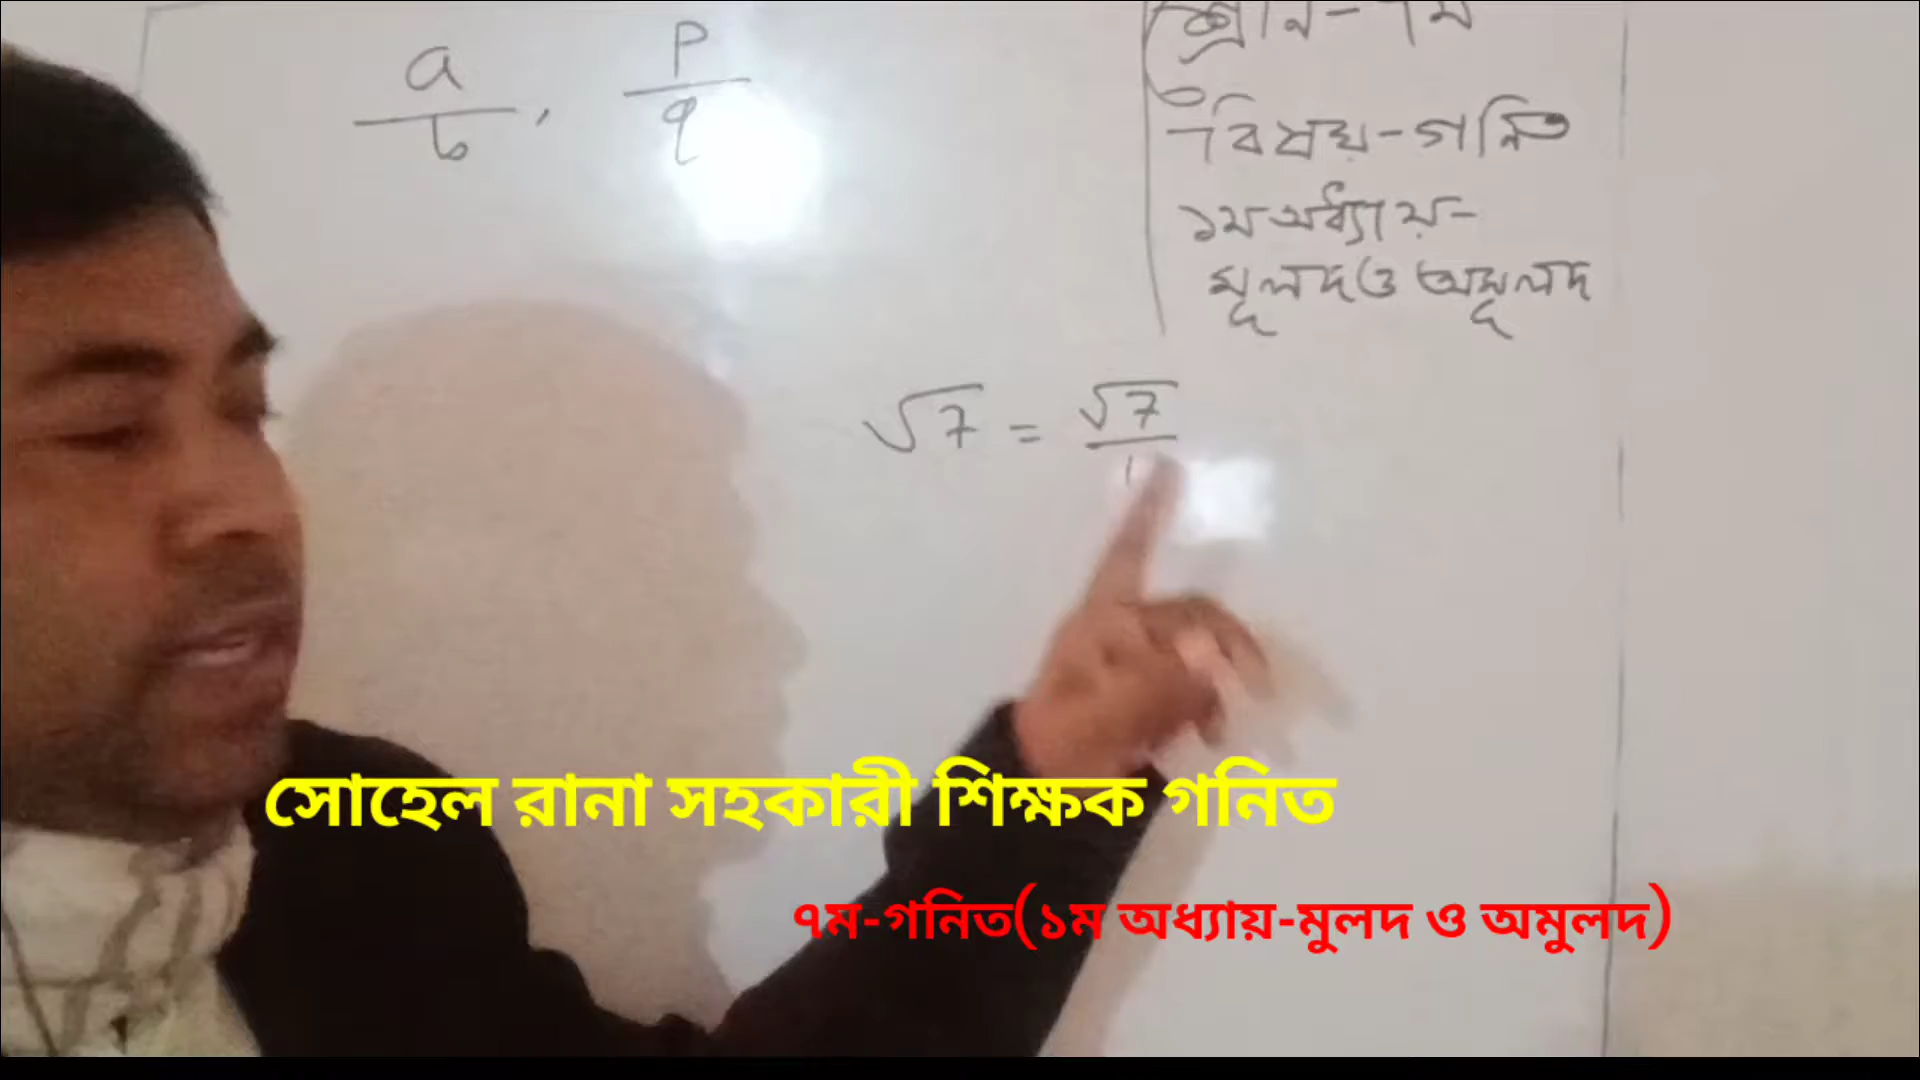 a/b, p/q
শ্রেণি-৭ম
বিষয়-গনিত
১ম অধ্যায়-
মূলদ ও অমূলদ
√7 = √7/1
সোহেল রানা সহকারী শিক্ষক গনিত
৭ম-গনিত(১ম অধ্যায়-মুলদ ও অমুলদ)